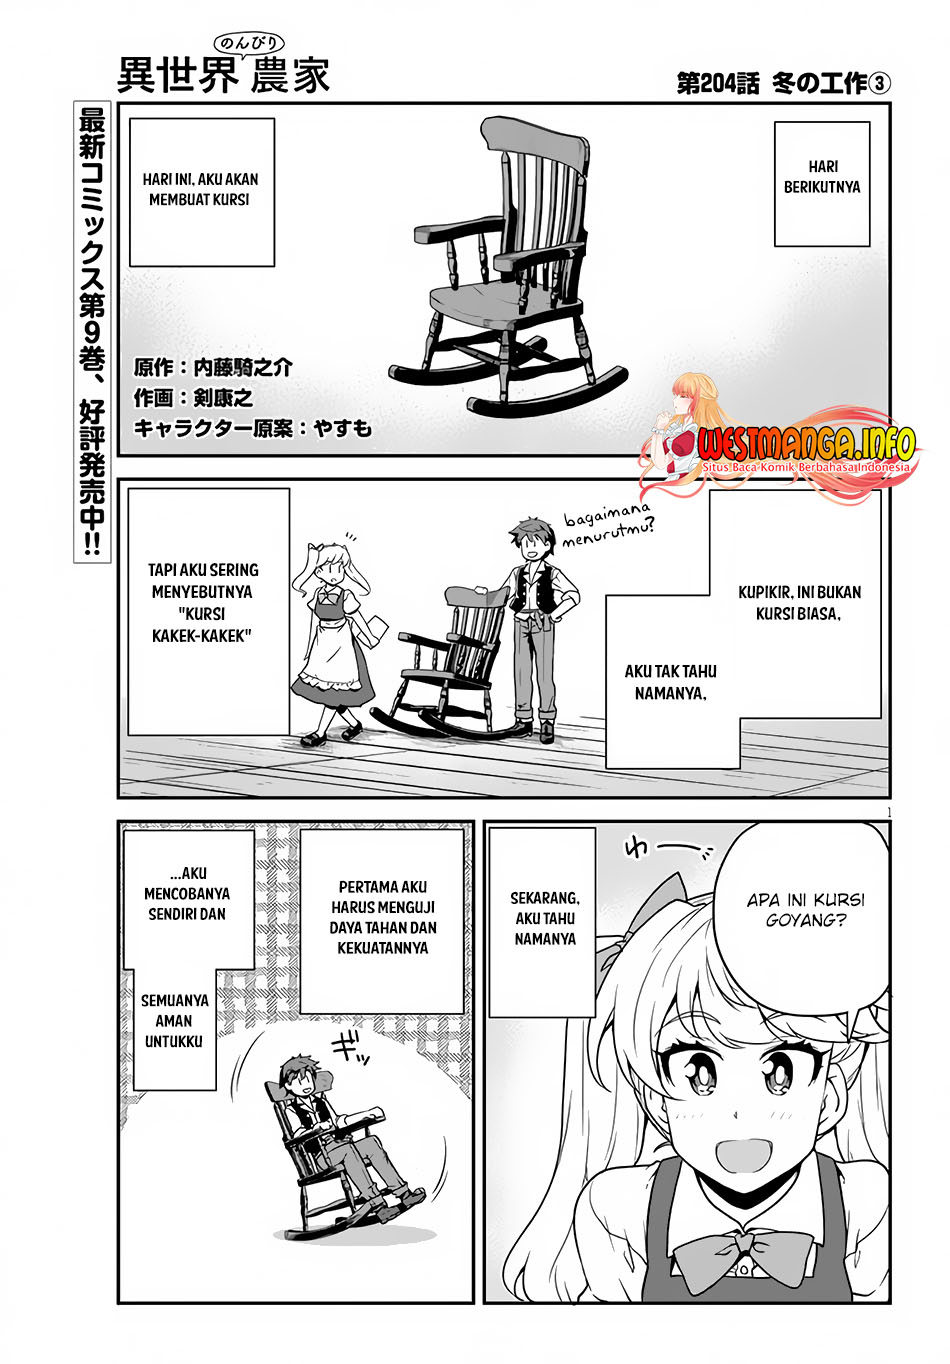 のんびり
異世界農家
第204話 冬の工作③
最新コミックス第9巻、好評発売中!!
HARI
BERIKUTNYA
HARI INI, AKU AKAN
MEMBUAT KURSI
原作：内藤騎之介
作画：剣康之
キャラクター原案：やすも
WESTMANGA.INFO
Situs Baca Komik Berbahasa Indonesia
KUPIKIR, INI BUKAN
KURSI BIASA,
AKU TAK TAHU
NAMANYA,
bagaimana
menurutmu?
TAPI AKU SERING
MENYEBUTNYA
"KURSI
KAKEK-KAKEK"
1
APA INI KURSI
GOYANG?
わー
SEKARANG,
AKU TAHU
NAMANYA
PERTAMA AKU
HARUS MENGUJI
DAYA TAHAN DAN
KEKUATANNYA
...AKU
MENCOBANYA
SENDIRI DAN
SEMUANYA
AMAN
UNTUKKU
ギッ